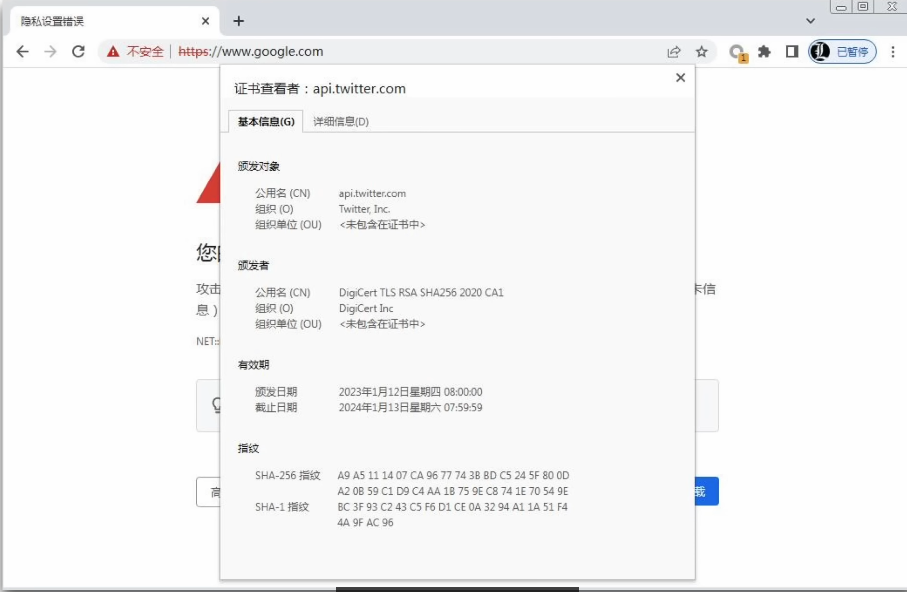 隐私设置错误
不安全 | https://www.google.com
1
已暂停
证书查看者：api.twitter.com
基本信息(G) 详细信息(D)
颁发对象
公用名 (CN) api.twitter.com
组织 (O) Twitter, Inc.
组织单位 (OU) <未包含在证书中>
您
颁发者
攻击
卡信
公用名 (CN) DigiCert TLS RSA SHA256 2020 CA1
息）
组织 (O) DigiCert Inc
组织单位 (OU) <未包含在证书中>
NET::
有效期
颁发日期 2023年1月12日星期四 08:00:00
截止日期 2024年1月13日星期六 07:59:59
指纹
SHA-256 指纹 A9 A5 11 14 07 CA 96 77 74 3B BD C5 24 5F 80 0D
A2 0B 59 C1 D9 C4 AA 1B 75 9E C8 74 1E 70 54 9E
高
载
SHA-1 指纹 BC 3F 93 C2 43 C5 F6 D1 CE 0A 32 94 A1 1A 51 F4
4A 9F AC 96